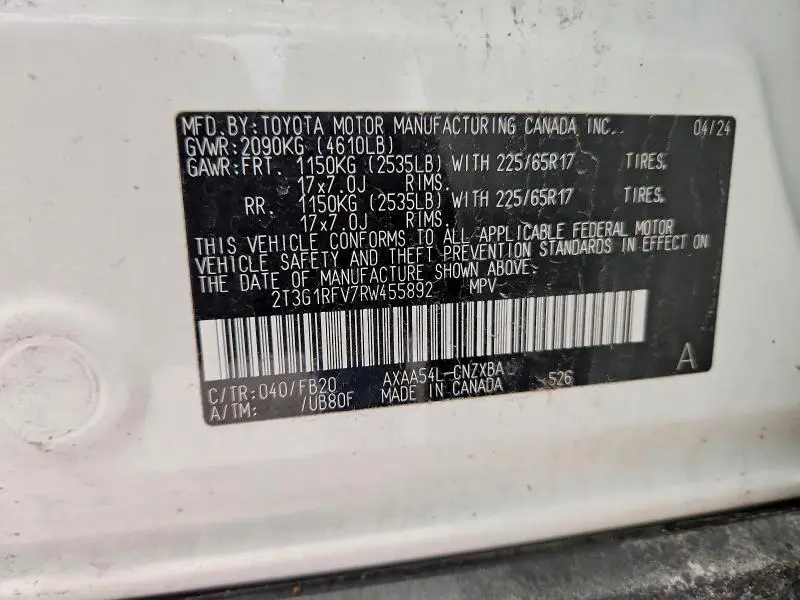 MFD.BY:TOYOTA MOTOR MANUFACTURING CANADA INC. 04/24
GVWR:2090KG (4610LB)
GAWR:FRT. 1150KG (2535LB) WITH 225/65R17 TIRES,
17x7.0J RIMS.
RR. 1150KG (2535LB) WITH 225/65R17 TIRES,
17x7.0J RIMS.
THIS VEHICLE CONFORMS TO ALL APPLICABLE FEDERAL MOTOR
VEHICLE SAFETY AND THEFT PREVENTION STANDARDS IN EFFECT ON
THE DATE OF MANUFACTURE SHOWN ABOVE.
2T3G1RFV7RW455892 MPV
C/TR:040/FB20 AXAA54L-CNZXBA A
A/TM: /UB80F MADE IN CANADA 526